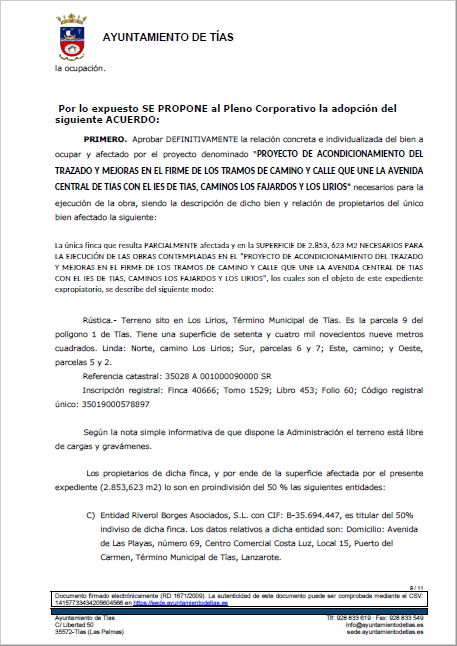 AYUNTAMIENTO DE TÍAS
la ocupación.
Por lo expuesto SE PROPONE al Pleno Corporativo la adopción del
siguiente ACUERDO:
PRIMERO. Aprobar DEFINITIVAMENTE la relación concreta e individualizada del bien a
ocupar y afectado por el proyecto denominado "PROYECTO DE ACONDICIONAMIENTO DEL
TRAZADO Y MEJORAS EN EL FIRME DE LOS TRAMOS DE CAMINO Y CALLE QUE UNE LA AVENIDA
CENTRAL DE TIAS CON EL IES DE TIAS, CAMINOS LOS FAJARDOS Y LOS LIRIOS" necesarios para la
ejecución de la obra, siendo la descripción de dicho bien y relación de propietarios del único
bien afectado la siguiente:
La única finca que resulta PARCIALMENTE afectada y en la SUPERFICIE DE 2.853, 623 M2 NECESARIOS PARA
LA EJECUCIÓN DE LAS OBRAS CONTEMPLADAS EN EL "PROYECTO DE ACONDICIONAMIENTO DEL TRAZADO
Y MEJORAS EN EL FIRME DE LOS TRAMOS DE CAMINO Y CALLE QUE UNE LA AVENIDA CENTRAL DE TIAS
CON EL IES DE TIAS, CAMINOS LOS FAJARDOS Y LOS LIRIOS", los cuales son el objeto de este expediente
expropiatorio, se describe del siguiente modo:
Rústica.- Terreno sito en Los Lirios, Término Municipal de Tías. Es la parcela 9 del
polígono 1 de Tías. Tiene una superficie de setenta y cuatro mil novecientos nueve metros
cuadrados. Linda: Norte, camino Los Lirios; Sur, parcelas 6 y 7; Este, camino; y Oeste,
parcelas 5 y 2.
Referencia catastral: 35028 A 001000090000 SR
Inscripción registral: Finca 40666; Tomo 1529; Libro 453; Folio 60; Código registral
único: 35019000578897
Según la nota simple informativa de que dispone la Administración el terreno está libre
de cargas y gravámenes.
Los propietarios de dicha finca, y por ende de la superficie afectada por el presente
expediente (2.853,623 m2) lo son en proindivisión del 50 % las siguientes entidades:
C) Entidad Riverol Borges Asociados, S.L. con CIF: B-35.694.447, es titular del 50%
indiviso de dicha finca. Los datos relativos a dicha entidad son: Domicilio: Avenida
de Las Playas, número 69, Centro Comercial Costa Luz, Local 15, Puerto del
Carmen, Término Municipal de Tías, Lanzarote.
9 / 11
Documento firmado electrónicamente (RD 1671/2009). La autenticidad de este documento puede ser comprobada mediante el CSV:
14157733434205604566 en https://sede.ayuntamientodetias.es
Ayuntamiento de Tías
C/ Libertad 50
35572-Tías (Las Palmas)
Tlf: 928 833 619 · Fax: 928 833 549
info@ayuntamientodetias.es
sede.ayuntamientodetias.es